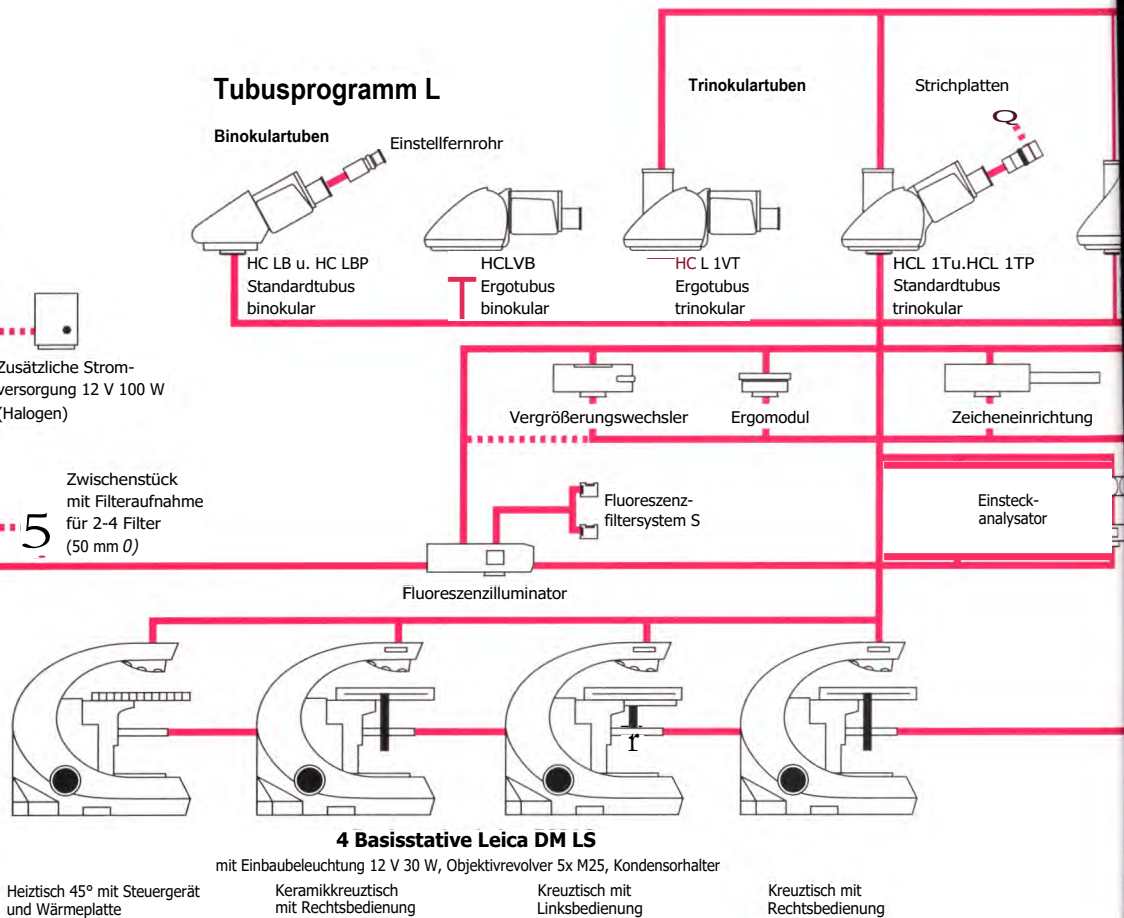 Tubusprogramm L
Binokulartuben
Einstellfernrohr
Trinokulartuben
Strichplatten
Q
HC LB u. HC LBP
Standardtubus
binokular
HCLVB
Ergotubus
binokular
HC L 1VT
Ergotubus
trinokular
HCL 1Tu.HCL 1TP
Standardtubus
trinokular
Zusätzliche Strom-
versorgung 12 V 100 W
(Halogen)
Vergrößerungswechsler
Ergomodul
Zeicheneinrichtung
Zwischenstück
mit Filteraufnahme
für 2-4 Filter
(50 mm 0)
5
Fluoreszenz-
filtersystem S
Einsteck-
analysator
Fluoreszenzilluminator
r
4 Basisstative Leica DM LS
mit Einbaubeleuchtung 12 V 30 W, Objektivrevolver 5x M25, Kondensorhalter
Heiztisch 45° mit Steuergerät
und Wärmeplatte
Keramikkreuztisch
mit Rechtsbedienung
Kreuztisch mit
Linksbedienung
Kreuztisch mit
Rechtsbedienung